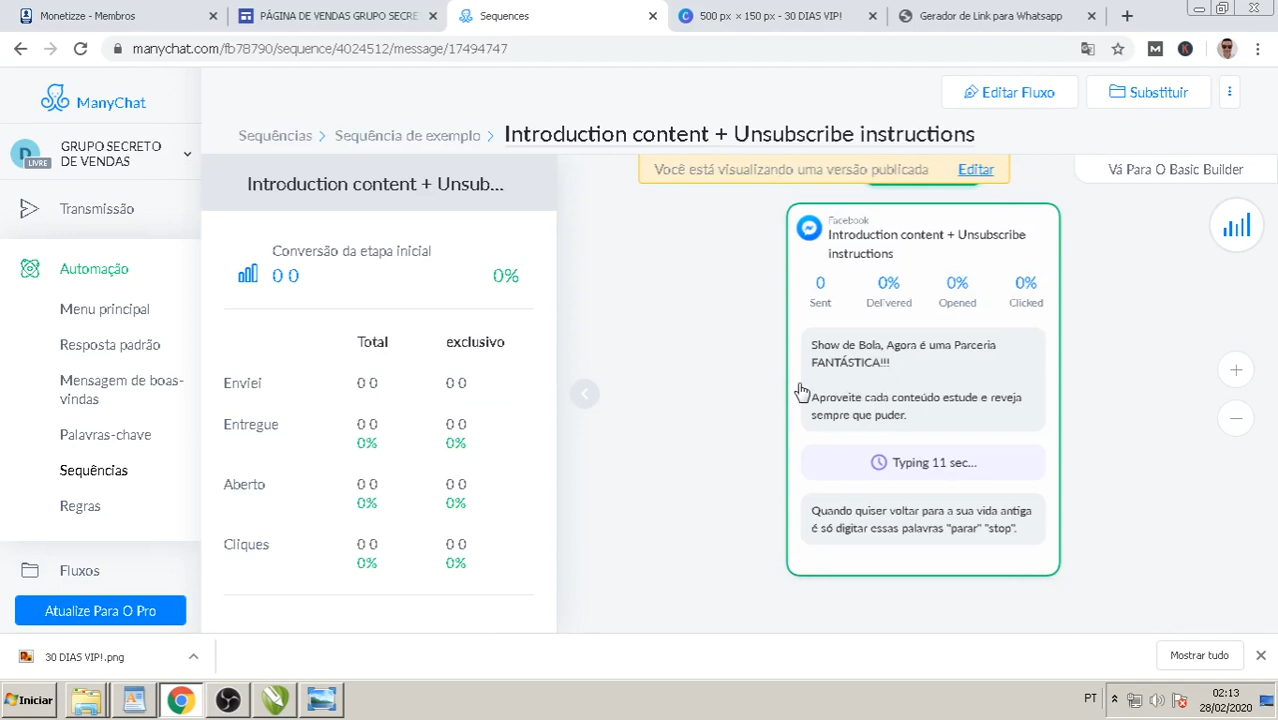 Monetizze - Membros
PÁGINA DE VENDAS GRUPO SECRE
Sequences
500 px × 150 px - 30 DIAS VIP!
Gerador de Link para Whatsapp
manychat.com/fb78790/sequence/4024512/message/17494747
ManyChat
Editar Fluxo
Substituir
GRUPO SECRETO
DE VENDAS
D
LIVRE
Sequências
Sequência de exemplo
Introduction content + Unsubscribe instructions
Transmissão
Automação
Menu principal
Resposta padrão
Mensagem de boas-
vindas
Palavras-chave
Sequências
Regras
Fluxos
Atualize Para O Pro
Introduction content + Unsub...
Conversão da etapa inicial
0 0
0%
Total
exclusivo
Enviei
0 0
0 0
Entregue
0 0
0 0
0%
0%
Aberto
0 0
0 0
0%
0%
Cliques
0 0
0 0
0%
0%
Você está visualizando uma versão publicada
Editar
Vá Para O Basic Builder
Facebook
Introduction content + Unsubscribe
instructions
0
0%
0%
0%
Sent
Delivered
Opened
Clicked
Show de Bola, Agora é uma Parceria
FANTÁSTICA!!!
Aproveite cada conteúdo estude e reveja
sempre que puder.
Typing 11 sec...
Quando quiser voltar para a sua vida antiga
é só digitar essas palavras "parar" "stop".
30 DIAS VIP!.png
Mostrar tudo
Iniciar
PT
02:13
28/02/2020